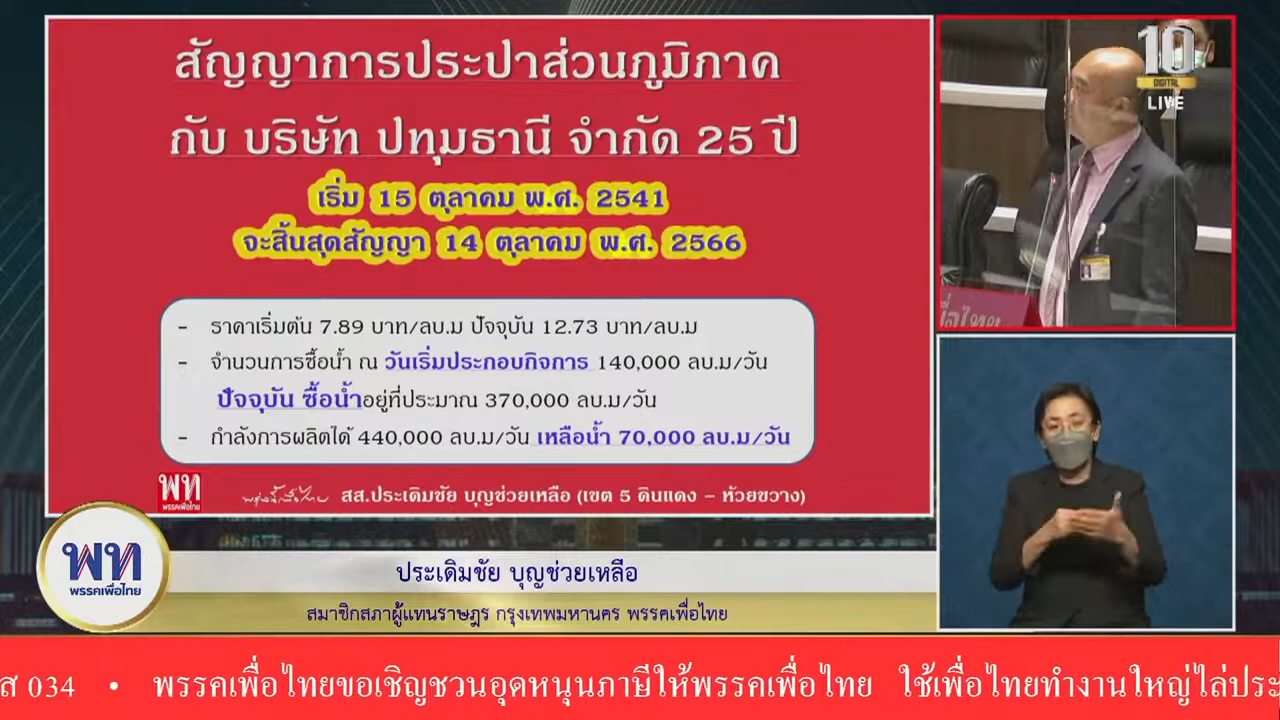 สัญญาการประปาส่วนภูมิภาค
กับ บริษัท ปทุมธานี จำกัด 25 ปี
เริ่ม 15 ตุลาคม พ.ศ. 2541
จะสิ้นสุดสัญญา 14 ตุลาคม พ.ศ. 2566
- ราคาเริ่มต้น 7.89 บาท/ลบ.ม ปัจจุบัน 12.73 บาท/ลบ.ม
- จำนวนการซื้อน้ำ ณ วันเริ่มประกอบกิจการ 140,000 ลบ.ม/วัน
ปัจจุบัน ซื้อน้ำอยู่ที่ประมาณ 370,000 ลบ.ม/วัน
- กำลังการผลิตได้ 440,000 ลบ.ม/วัน เหลือน้ำ 70,000 ลบ.ม/วัน
พท
พรรคเพื่อไทย
สส.ประเดิมชัย บุญช่วยเหลือ (เขต 5 ดินแดง – ห้วยขวาง)
10
DIGITAL
LIVE
เพื่อไทย
พท
พรรคเพื่อไทย
ประเดิมชัย บุญช่วยเหลือ
สมาชิกสภาผู้แทนราษฎร กรุงเทพมหานคร พรรคเพื่อไทย
ส 034 • พรรคเพื่อไทยขอเชิญชวนอุดหนุนภาษีให้พรรคเพื่อไทย ใช้เพื่อไทยทำงานใหญ่ไล่ประ